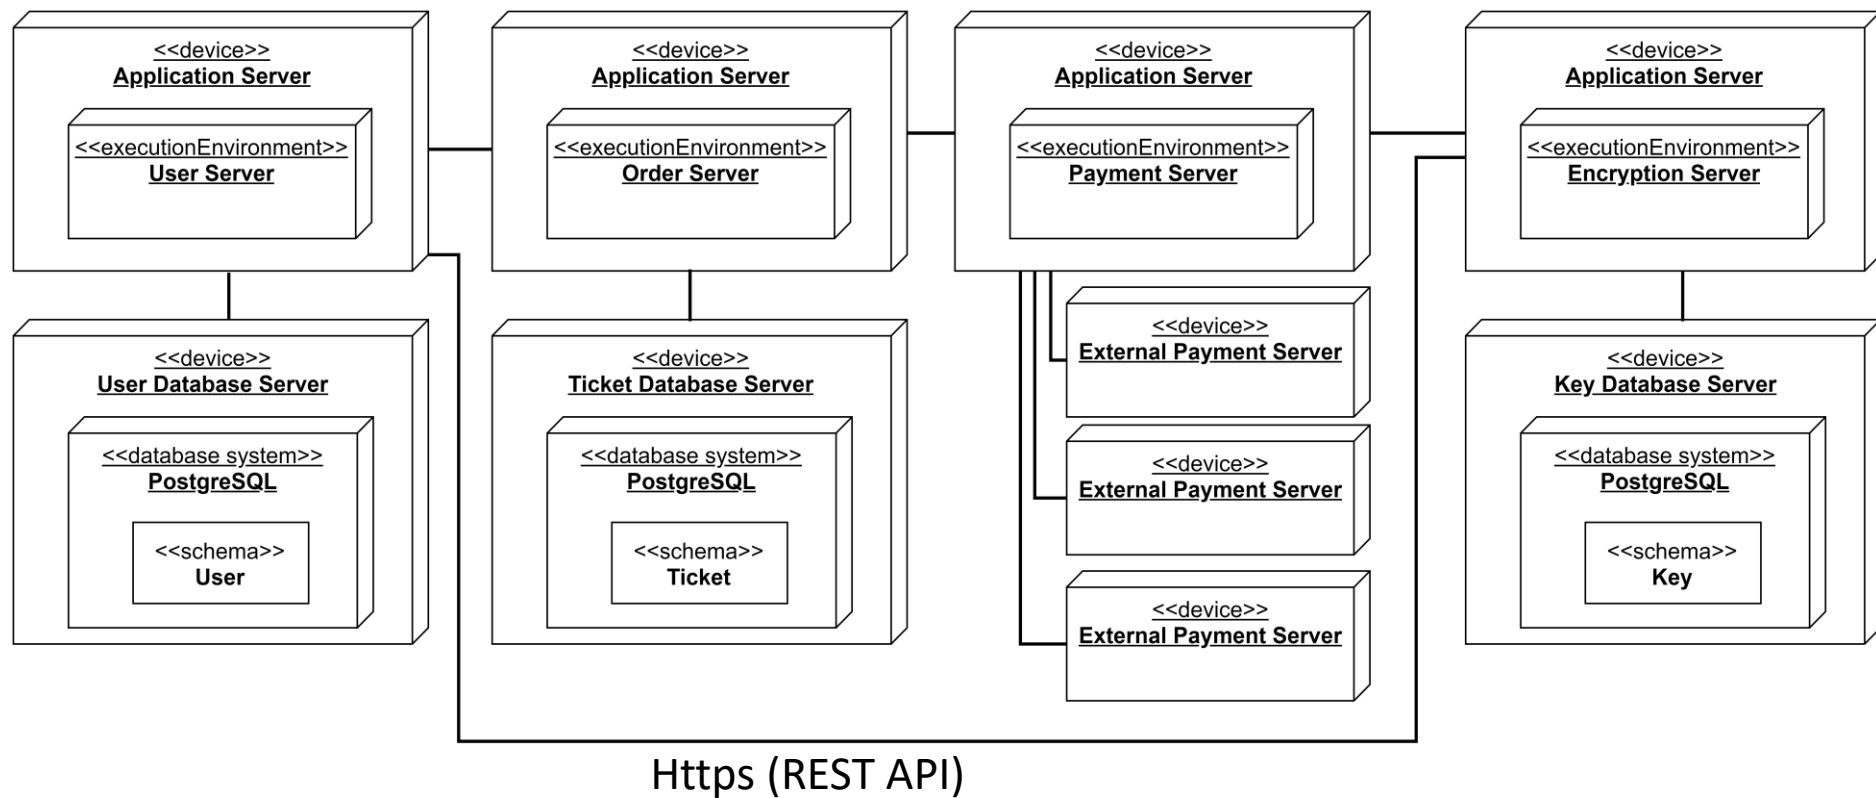 <<device>>
Application Server
<<executionEnvironment>>
User Server
<<device>>
Application Server
<<executionEnvironment>>
Order Server
<<device>>
Application Server
<<executionEnvironment>>
Payment Server
<<device>>
Application Server
<<executionEnvironment>>
Encryption Server
<<device>>
User Database Server
<<database system>>
PostgreSQL
<<schema>>
User
<<device>>
Ticket Database Server
<<database system>>
PostgreSQL
<<schema>>
Ticket
<<device>>
External Payment Server
<<device>>
External Payment Server
<<device>>
External Payment Server
<<device>>
Key Database Server
<<database system>>
PostgreSQL
<<schema>>
Key
Https (REST API)